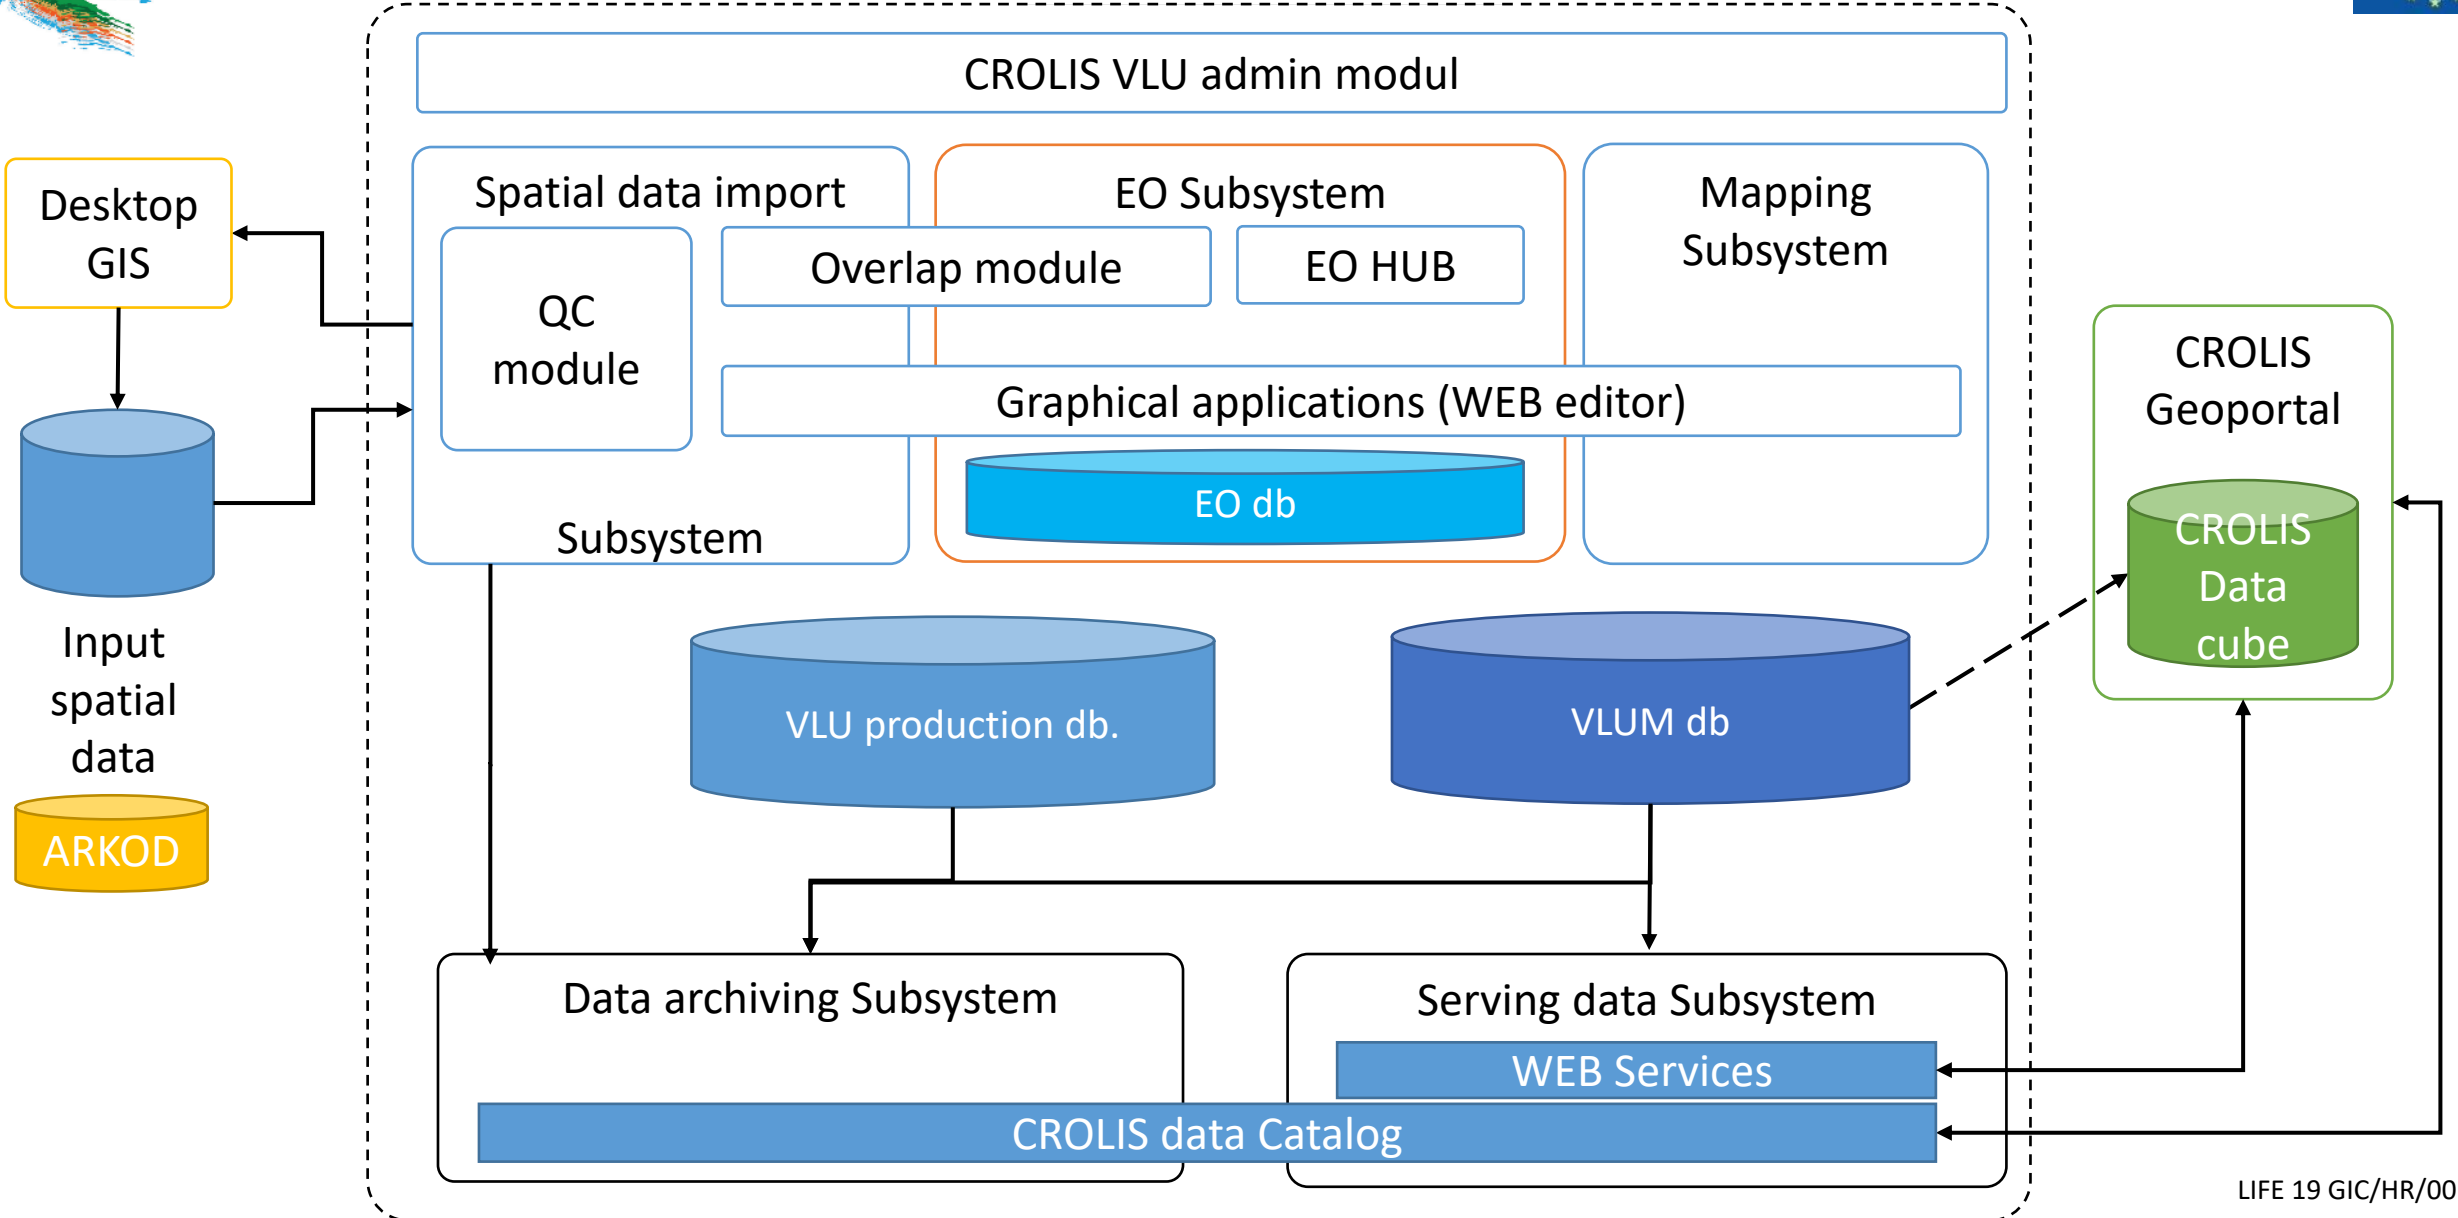 CROLIS VLU admin modul
Desktop
GIS
Spatial data import
QC
module
Subsystem
EO Subsystem
Overlap module
EO HUB
Mapping
Subsystem
Graphical applications (WEB editor)
EO db
CROLIS
Geoportal
CROLIS
Data
cube
Input
spatial
data
ARKOD
VLU production db.
VLUM db
Data archiving Subsystem
Serving data Subsystem
WEB Services
CROLIS data Catalog
LIFE 19 GIC/HR/00